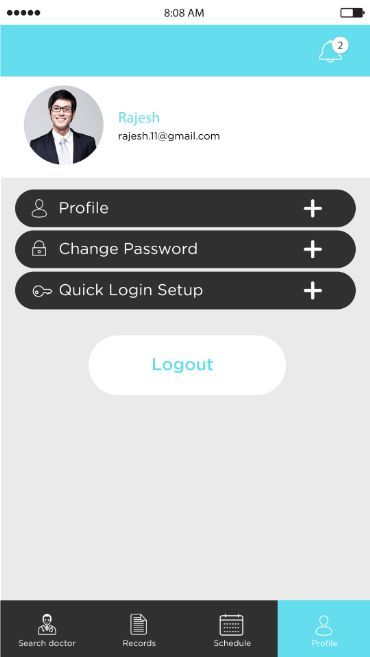 8:08 AM
2
Rajesh
rajesh.11@gmail.com
Profile
Change Password
Quick Login Setup
Logout
Search doctor
Records
Schedule
Profile